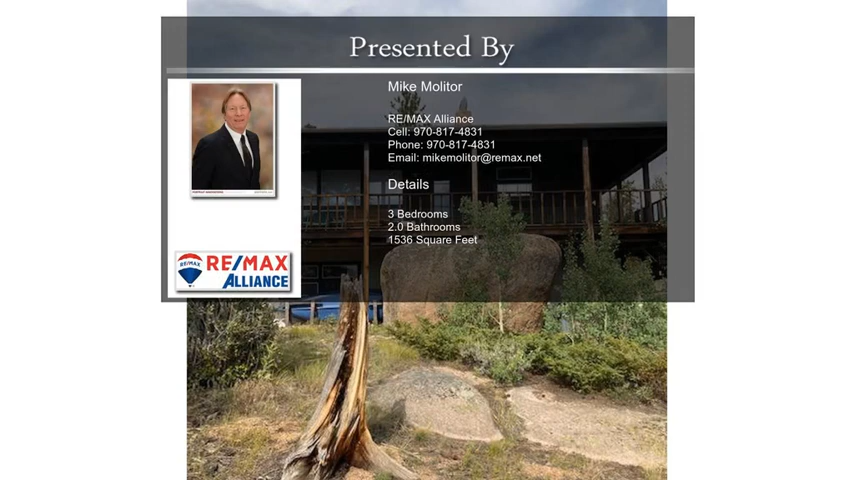 Presented By
Mike Molitor
RE/MAX Alliance
Cell: 970-817-4831
Phone: 970-817-4831
Email: mikemolitor@remax.net
Details
3 Bedrooms
2.0 Bathrooms
1536 Square Feet
RE/MAX
RE/MAX
ALLIANCE